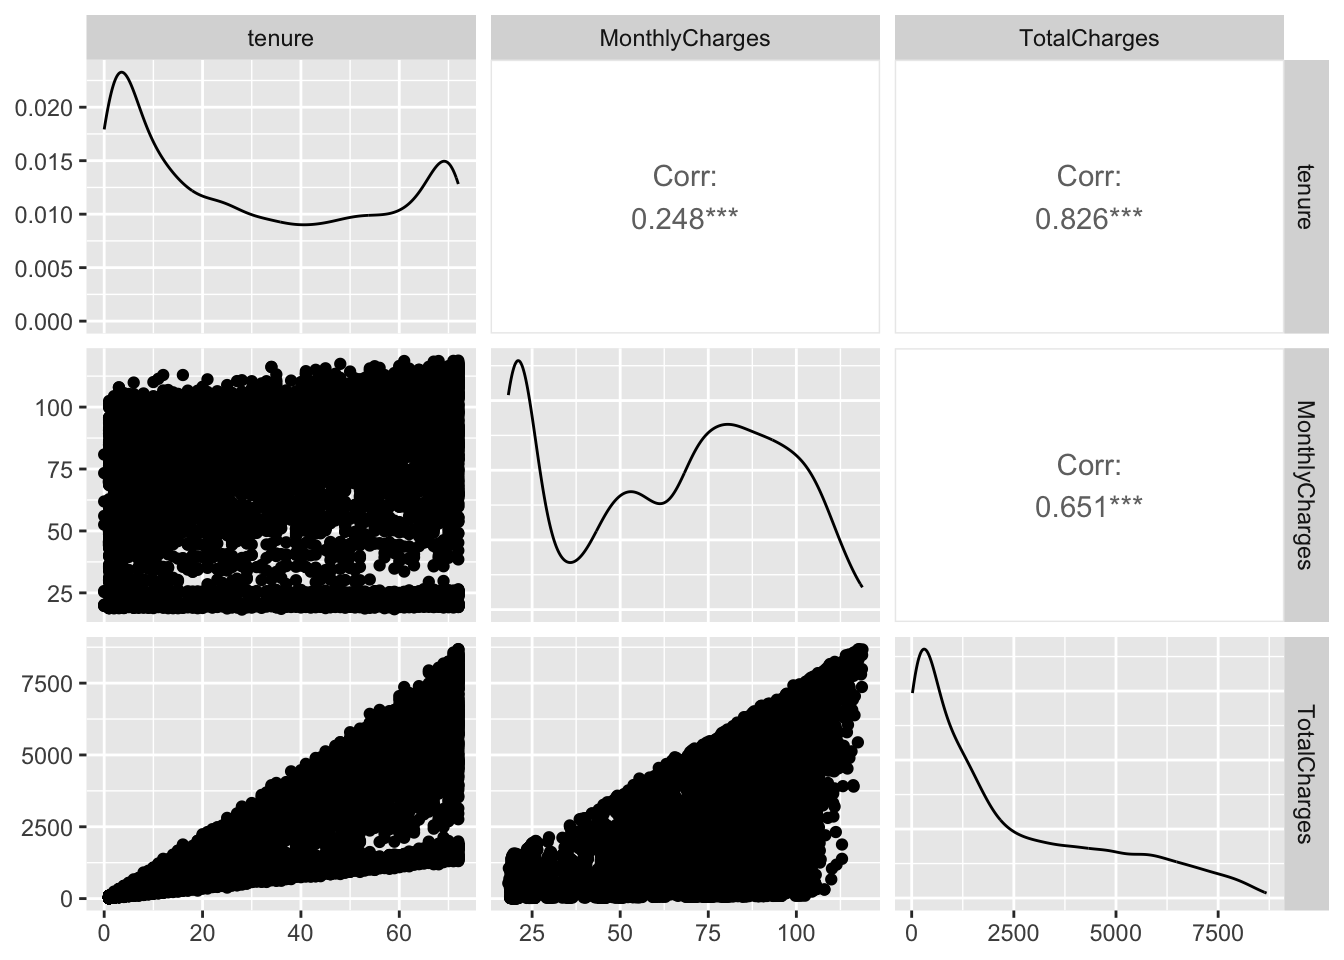 tenure
MonthlyCharges
TotalCharges
0.020
0.015
0.010
0.005
0.000
Corr:
0.248***
Corr:
0.826***
tenure
100
75
50
25
Corr:
0.651***
MonthlyCharges
7500
5000
2500
0
TotalCharges
0 20 40 60
25 50 75 100
0 2500 5000 7500